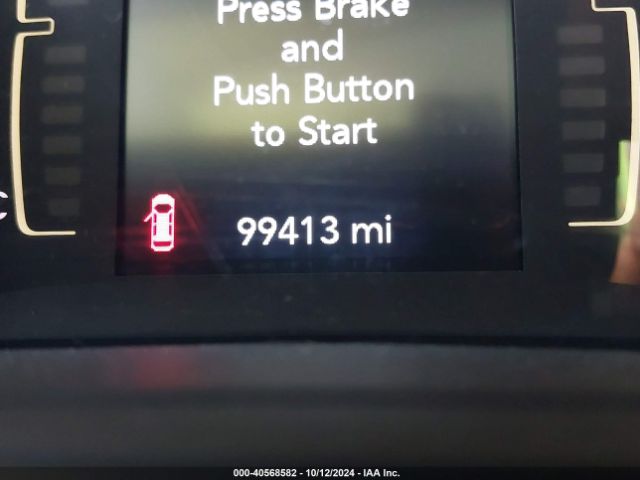 Press Brake
and
Push Button
to Start
99413 mi
C
000-40568582 - 10/12/2024 - IAA Inc.